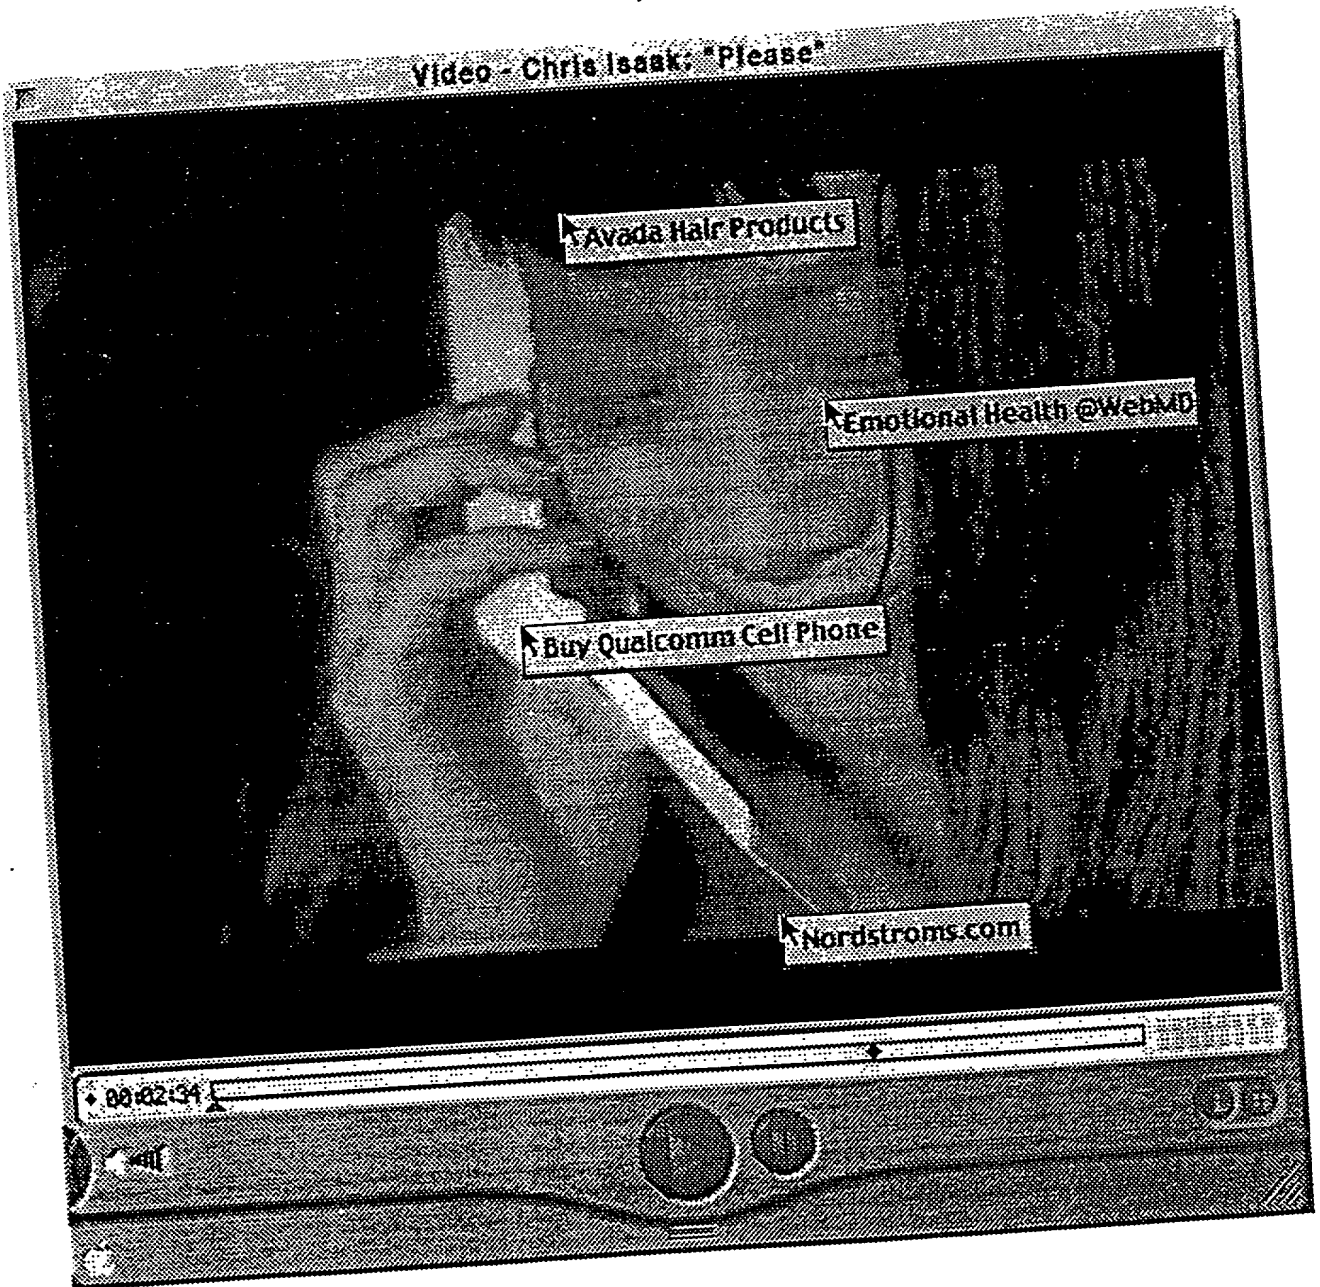 Video - Chris Isaak; "Please"
Avada Hair Products
Emotional Health @WebMD
Buy Qualcomm Cell Phone
Nordstroms.com
00:02:34